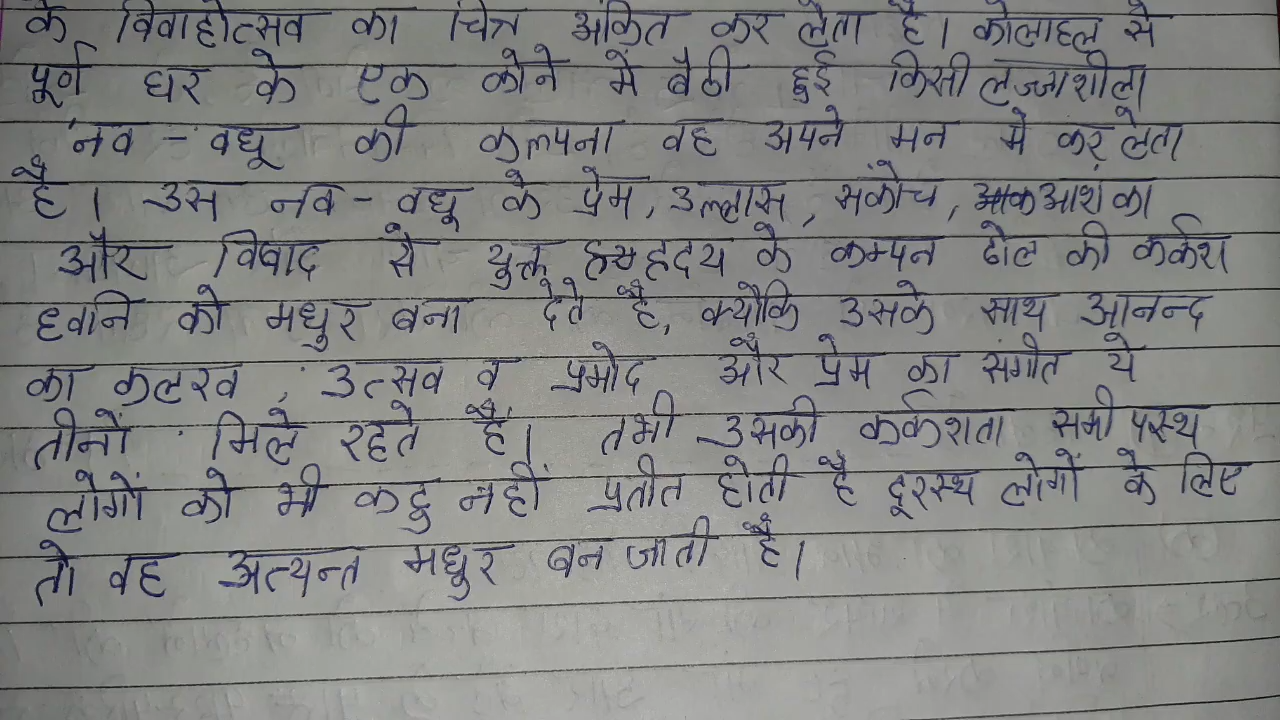 के विवाहोत्सव का चित्र अंकित कर लेता है। कोलाहल से
पूर्ण घर के एक कोने मे बैठी हुई किसी लज्जाशीला
नव - वधू की कल्पना वह अपने मन मे कर लेता
है। उस नव - वधू के प्रेम, उल्लास, संकोच, आशंका
और विषाद से युक्त हृदय के कम्पन ढोल की कर्कश
ध्वनि को मधुर बना देते है, क्योंकि उसके साथ आनन्द
का कलरव, उत्सव व प्रमोद और प्रेम का संगीत ये
तीनों मिले रहते हैं। तभी उसकी कर्कशता समीपस्थ
लोगों को भी कटु नहीं प्रतीत होती है दूरस्थ लोगों के लिए
तो वह अत्यन्त मधुर बन जाती है।